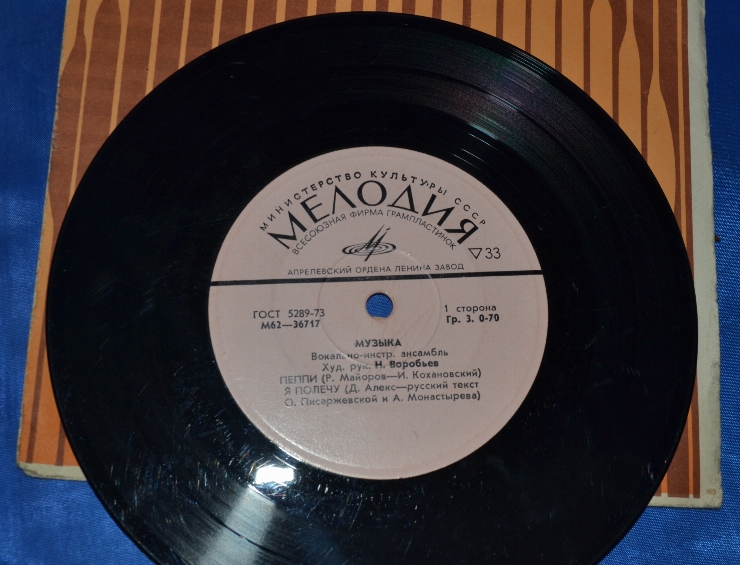 МИНИСТЕРСТВО КУЛЬТУРЫ СССР
МЕЛОДИЯ
ВСЕСОЮЗНАЯ ФИРМА ГРАМПЛАСТИНОК
▽33
АПРЕЛЕВСКИЙ ОРДЕНА ЛЕНИНА ЗАВОД
ГОСТ 5289-73
М62—36717
1 сторона
Гр. 3. 0-70
МУЗЫКА
Вокально-инстр. ансамбль
Худ. рук. Н. Воробьев
ПЕППИ (Р. Майоров—И. Кохановский)
Я ПОЛЕЧУ (Д. Алекс—русский текст
О. Писаржевской и А. Монастырева)